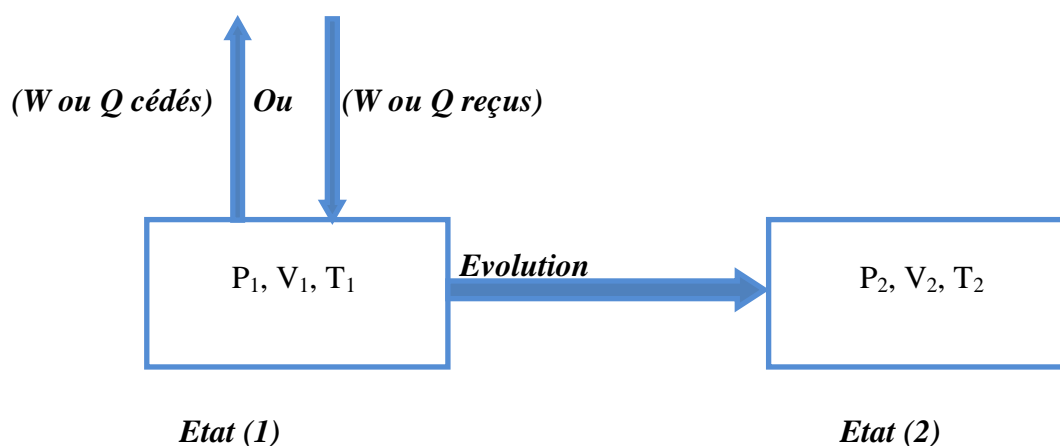 (W ou Q cédés) Ou (W ou Q reçus)
P₁, V₁, T₁
Evolution
P₂, V₂, T₂
Etat (1)
Etat (2)